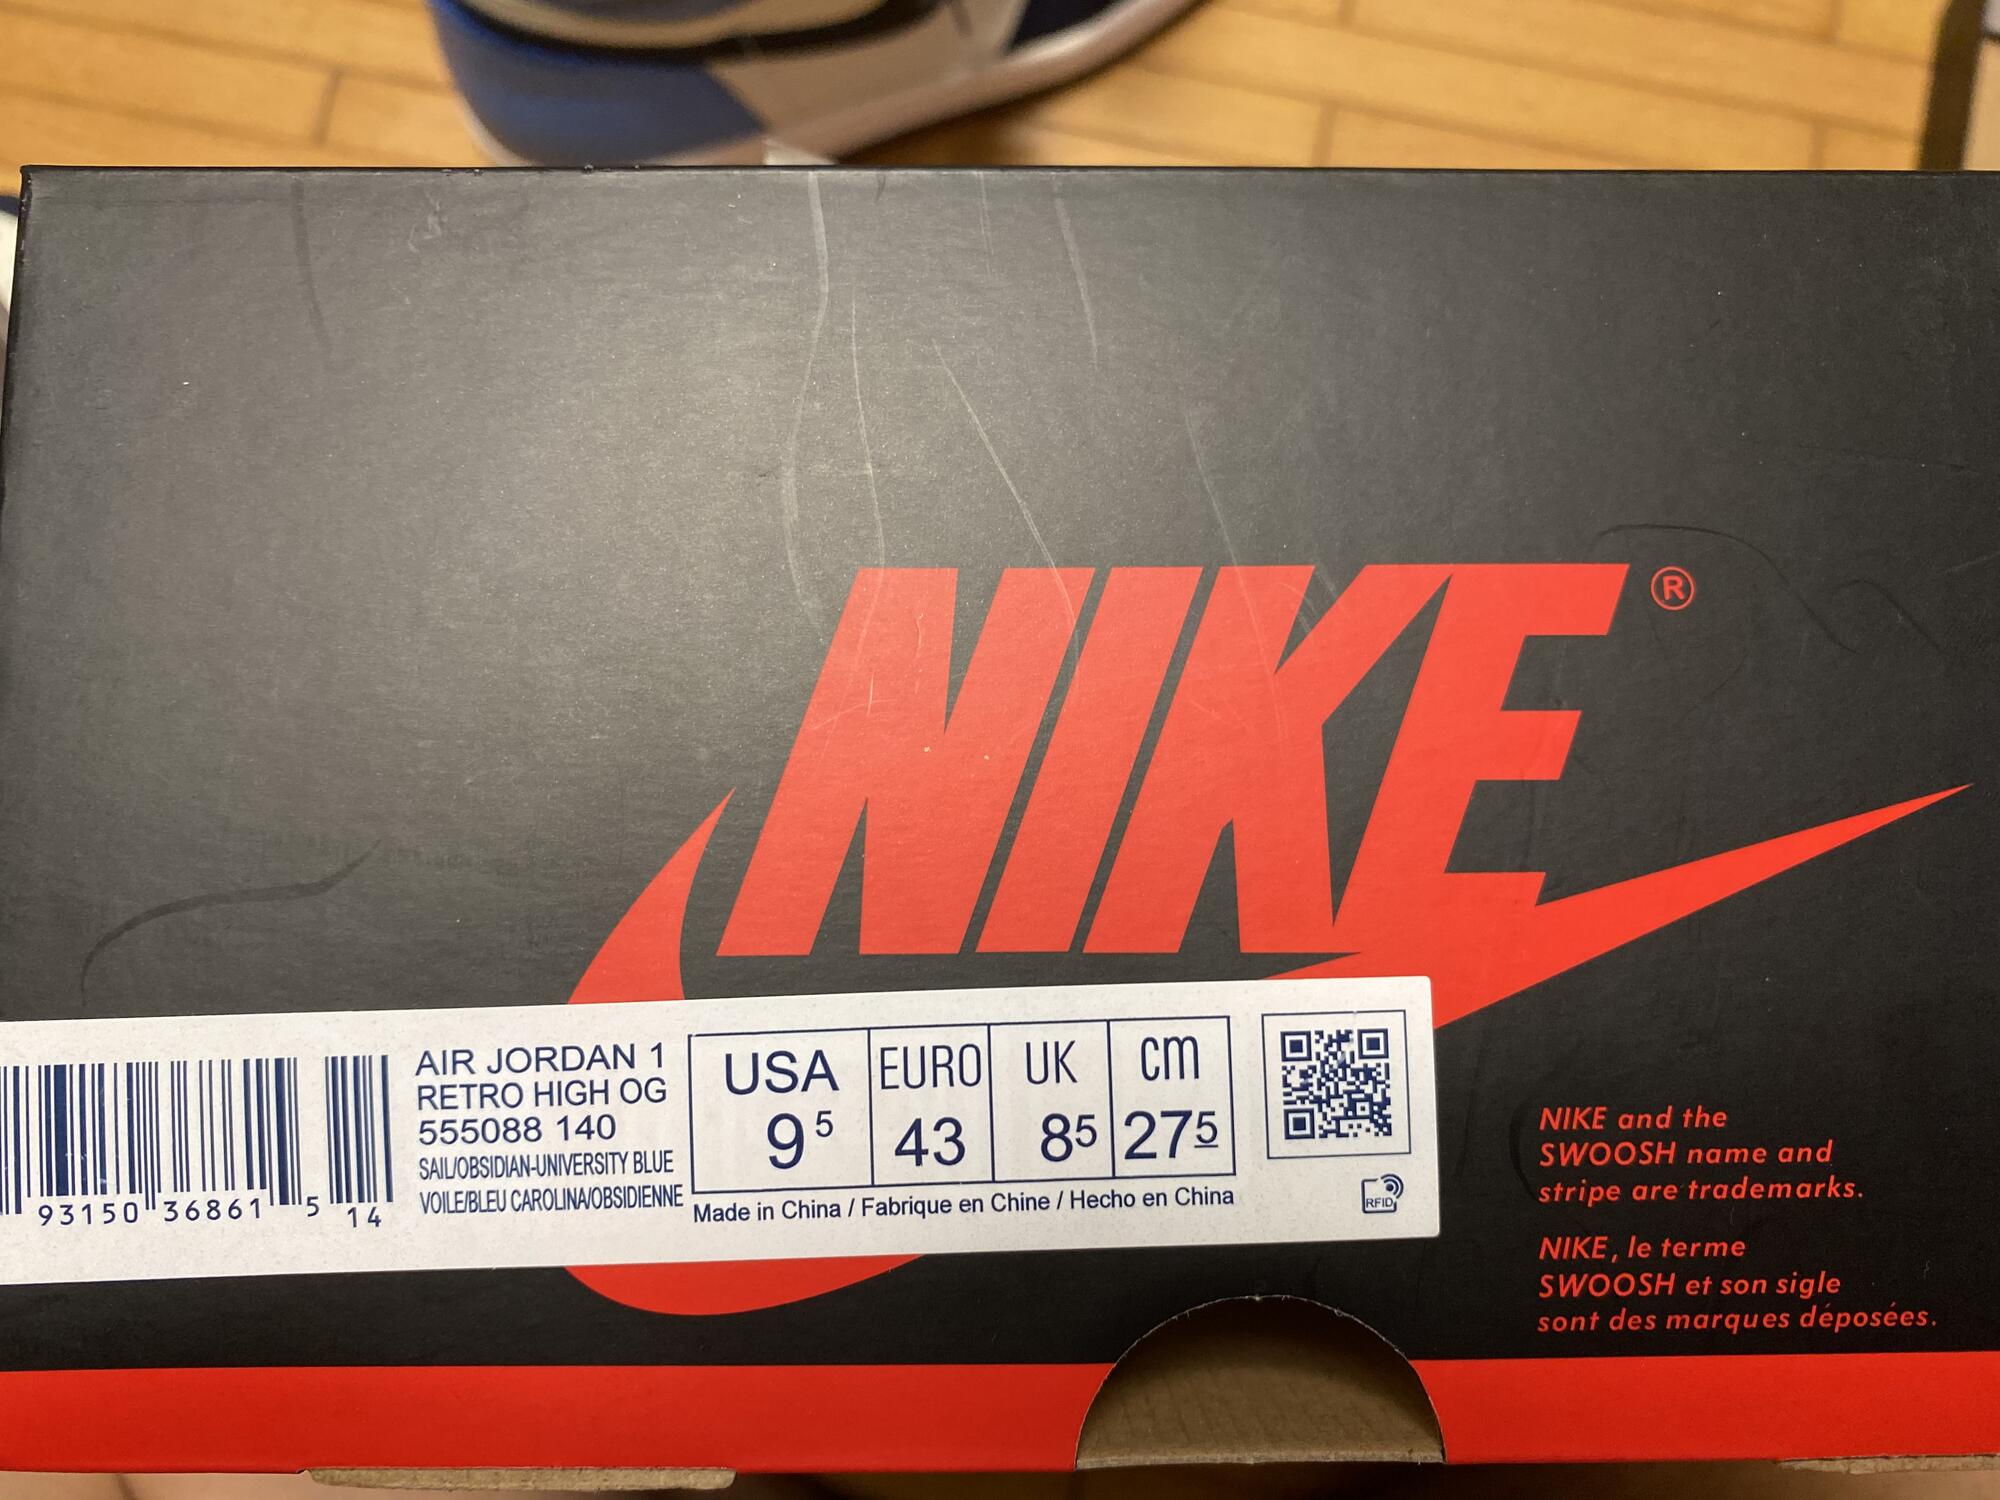 NIKE®
93150 36861 5 14
AIR JORDAN 1
RETRO HIGH OG
555088 140
SAIL/OBSIDIAN-UNIVERSITY BLUE
VOILE/BLEU CAROLINA/OBSIDIENNE
USA EURO UK cm
9 5 43 8 5 27 5
Made in China / Fabrique en Chine / Hecho en China
RFID
NIKE and the
SWOOSH name and
stripe are trademarks.
NIKE, le terme
SWOOSH et son sigle
sont des marques déposées.